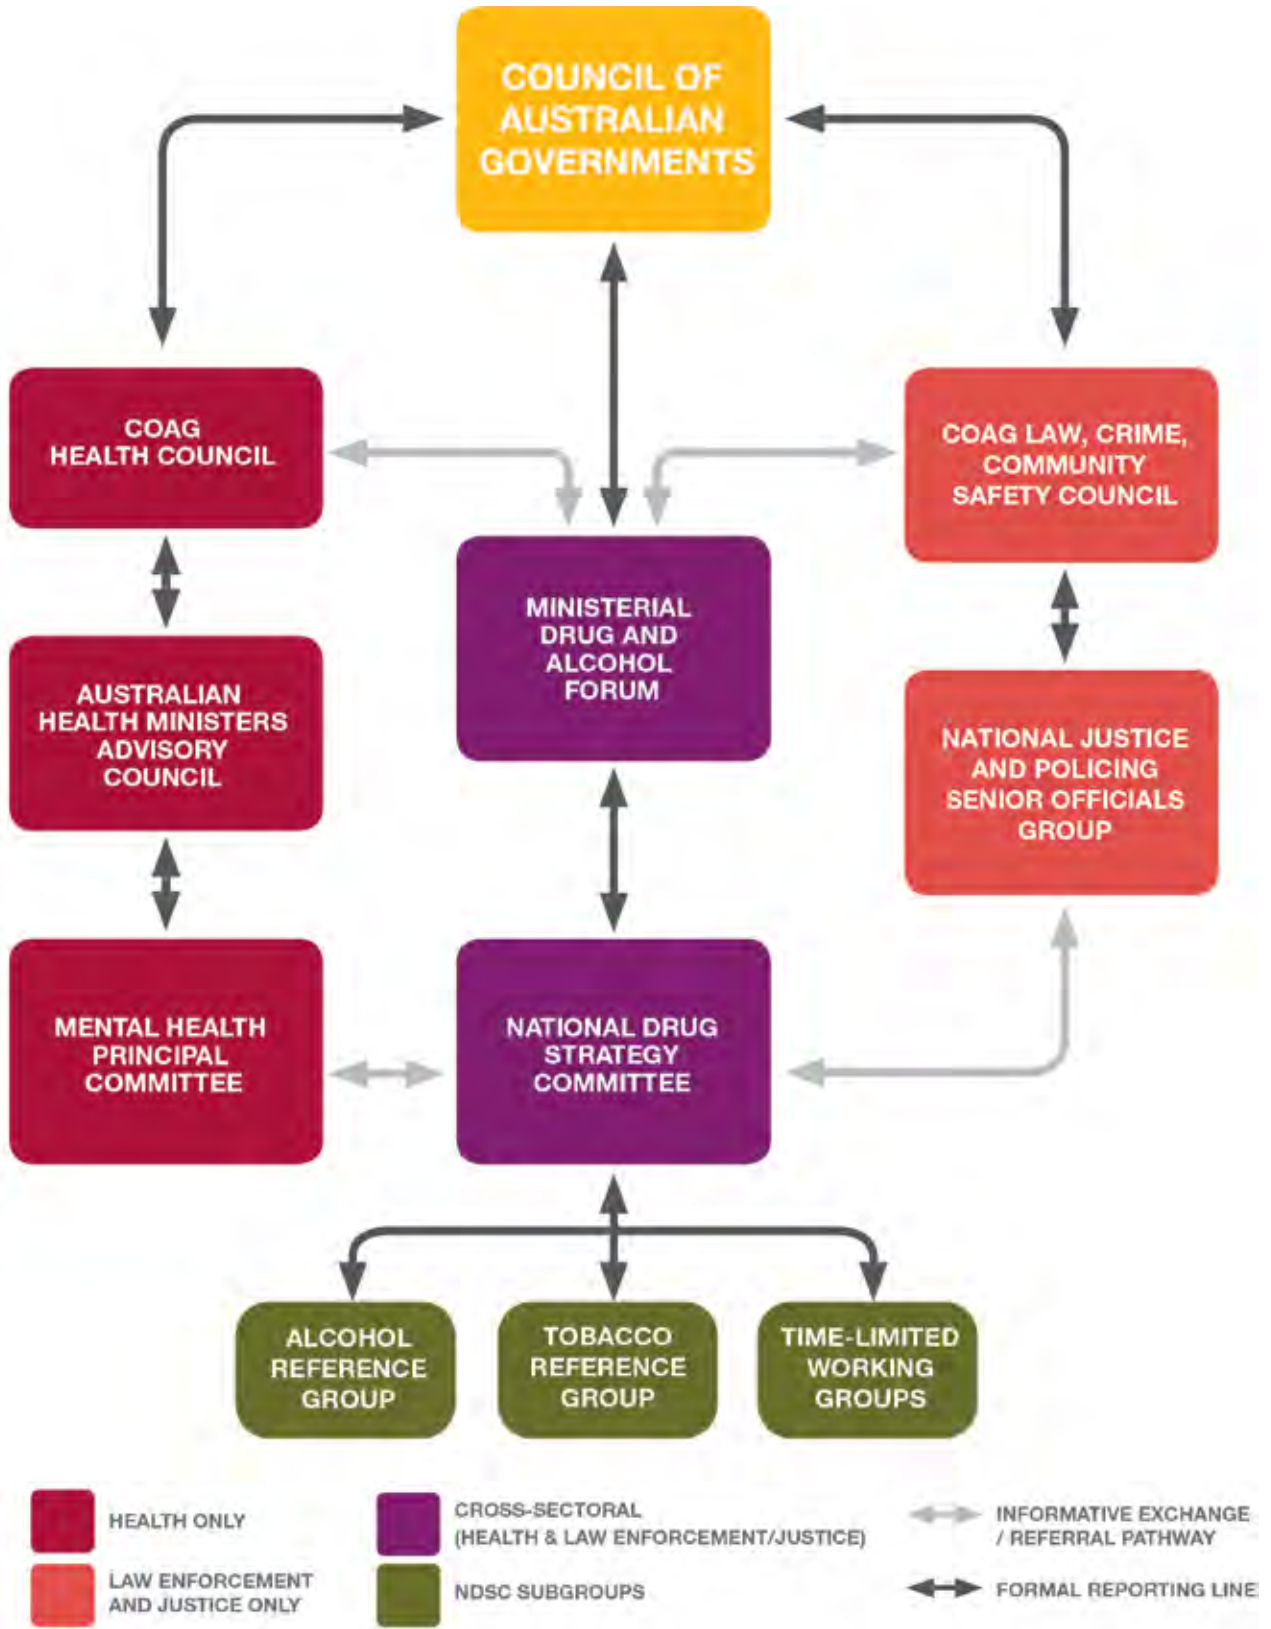 COUNCIL OF
AUSTRALIAN
GOVERNMENTS
COAG
HEALTH COUNCIL
COAG LAW, CRIME,
COMMUNITY
SAFETY COUNCIL
MINISTERIAL
DRUG AND
ALCOHOL
FORUM
AUSTRALIAN
HEALTH MINISTERS
ADVISORY
COUNCIL
NATIONAL JUSTICE
AND POLICING
SENIOR OFFICIALS
GROUP
MENTAL HEALTH
PRINCIPAL
COMMITTEE
NATIONAL DRUG
STRATEGY
COMMITTEE
ALCOHOL
REFERENCE
GROUP
TOBACCO
REFERENCE
GROUP
TIME-LIMITED
WORKING
GROUPS
HEALTH ONLY
LAW ENFORCEMENT
AND JUSTICE ONLY
CROSS-SECTORAL
(HEALTH & LAW ENFORCEMENT/JUSTICE)
NDSC SUBGROUPS
INFORMATIVE EXCHANGE
/ REFERRAL PATHWAY
FORMAL REPORTING LINE